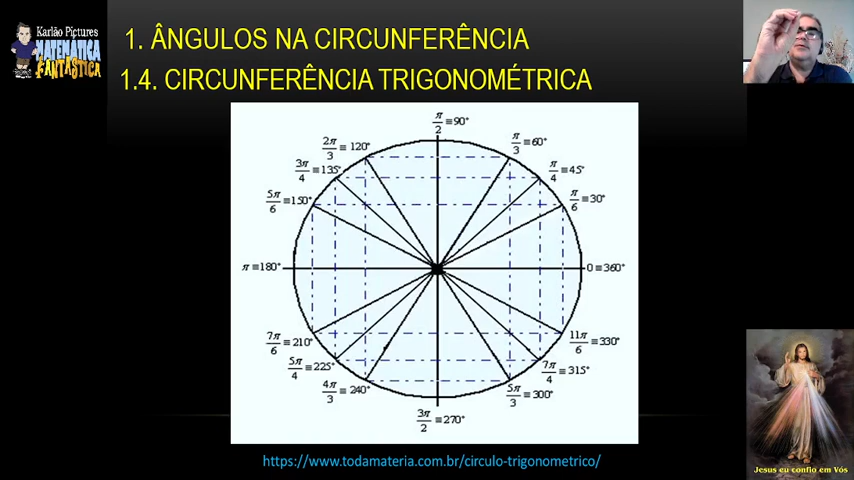 Karlão Pictures
MATEMÁTICA
FANTÁSTICA
1. ÂNGULOS NA CIRCUNFERÊNCIA
1.4. CIRCUNFERÊNCIA TRIGONOMÉTRICA
π/2 ≡ 90°
2π/3 ≡ 120°
π/3 ≡ 60°
3π/4 ≡ 135°
π/4 ≡ 45°
5π/6 ≡ 150°
π/6 ≡ 30°
π ≡ 180°
0 ≡ 360°
7π/6 ≡ 210°
11π/6 ≡ 330°
5π/4 ≡ 225°
7π/4 ≡ 315°
4π/3 ≡ 240°
5π/3 ≡ 300°
3π/2 ≡ 270°
https://www.todamateria.com.br/circulo-trigonometrico/
Jesus eu confio em Vós